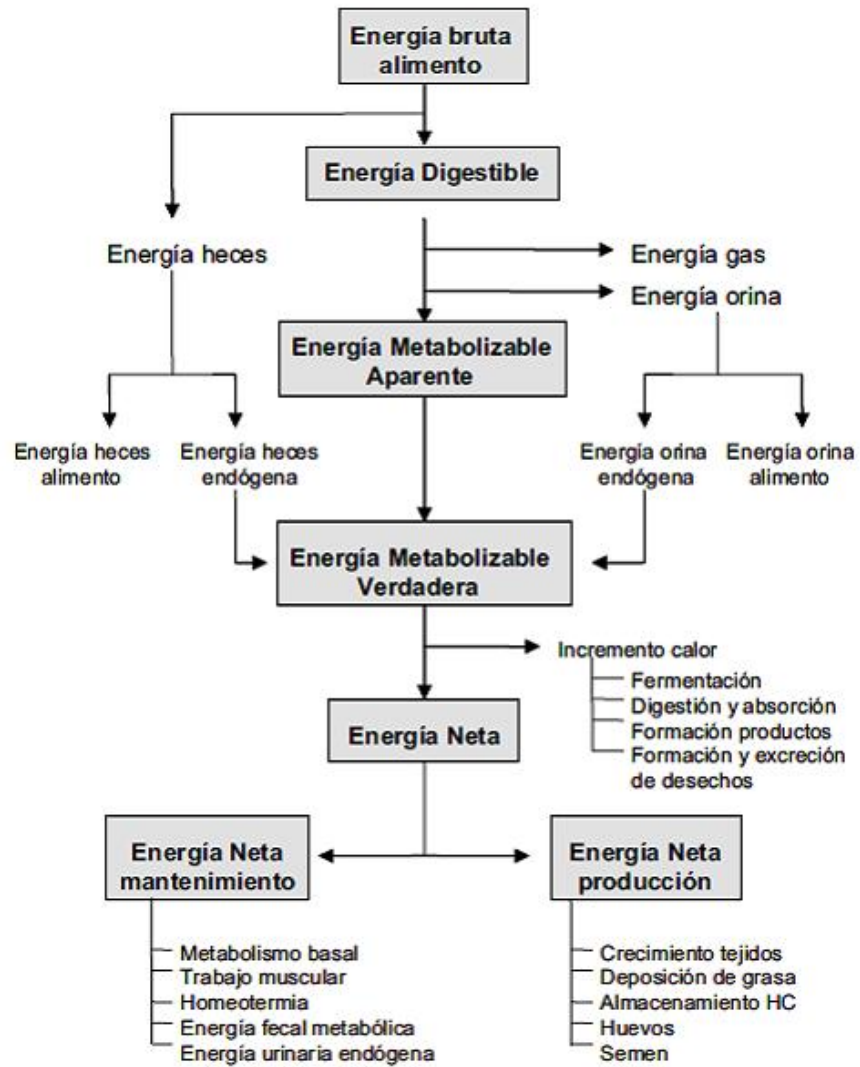 Energía bruta
alimento
Energía Digestible
Energía heces
Energía gas
Energía orina
Energía Metabolizable
Aparente
Energía heces
alimento
Energía heces
endógena
Energía orina
endógena
Energía orina
alimento
Energía Metabolizable
Verdadera
Incremento calor
Fermentación
Digestión y absorción
Formación productos
Formación y excreción
de desechos
Energía Neta
Energía Neta
mantenimiento
Energía Neta
producción
Metabolismo basal
Trabajo muscular
Homeotermia
Energía fecal metabólica
Energía urinaria endógena
Crecimiento tejidos
Deposición de grasa
Almacenamiento HC
Huevos
Semen